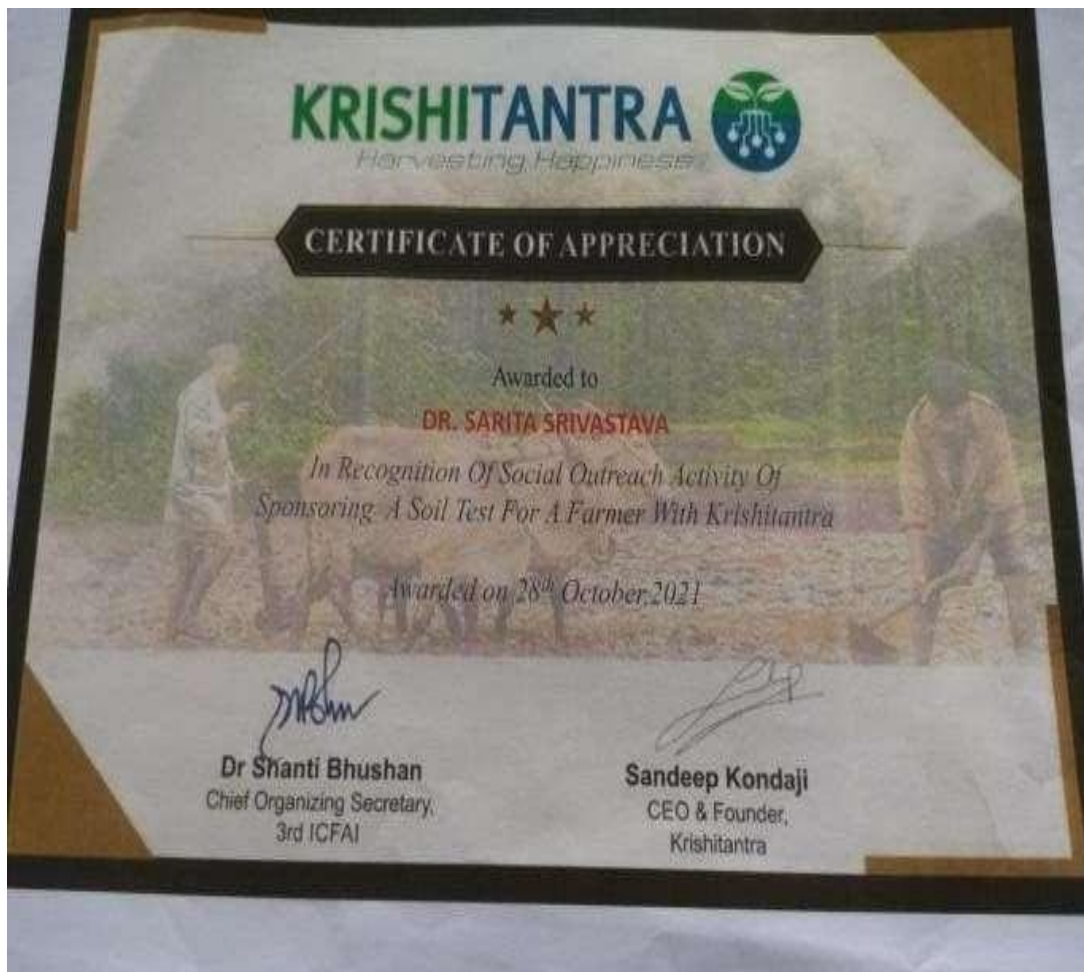 KRISHITANTRA
Harvesting Happiness
CERTIFICATE OF APPRECIATION
Awarded to
DR. SARITA SRIVASTAVA
In Recognition Of Social Outreach Activity Of
Sponsoring A Soil Test For A Farmer With Krishitantra
Awarded on 28th October,2021
Dr Shanti Bhushan
Chief Organizing Secretary,
3rd ICFAI
Sandeep Kondaji
CEO & Founder,
Krishitantra